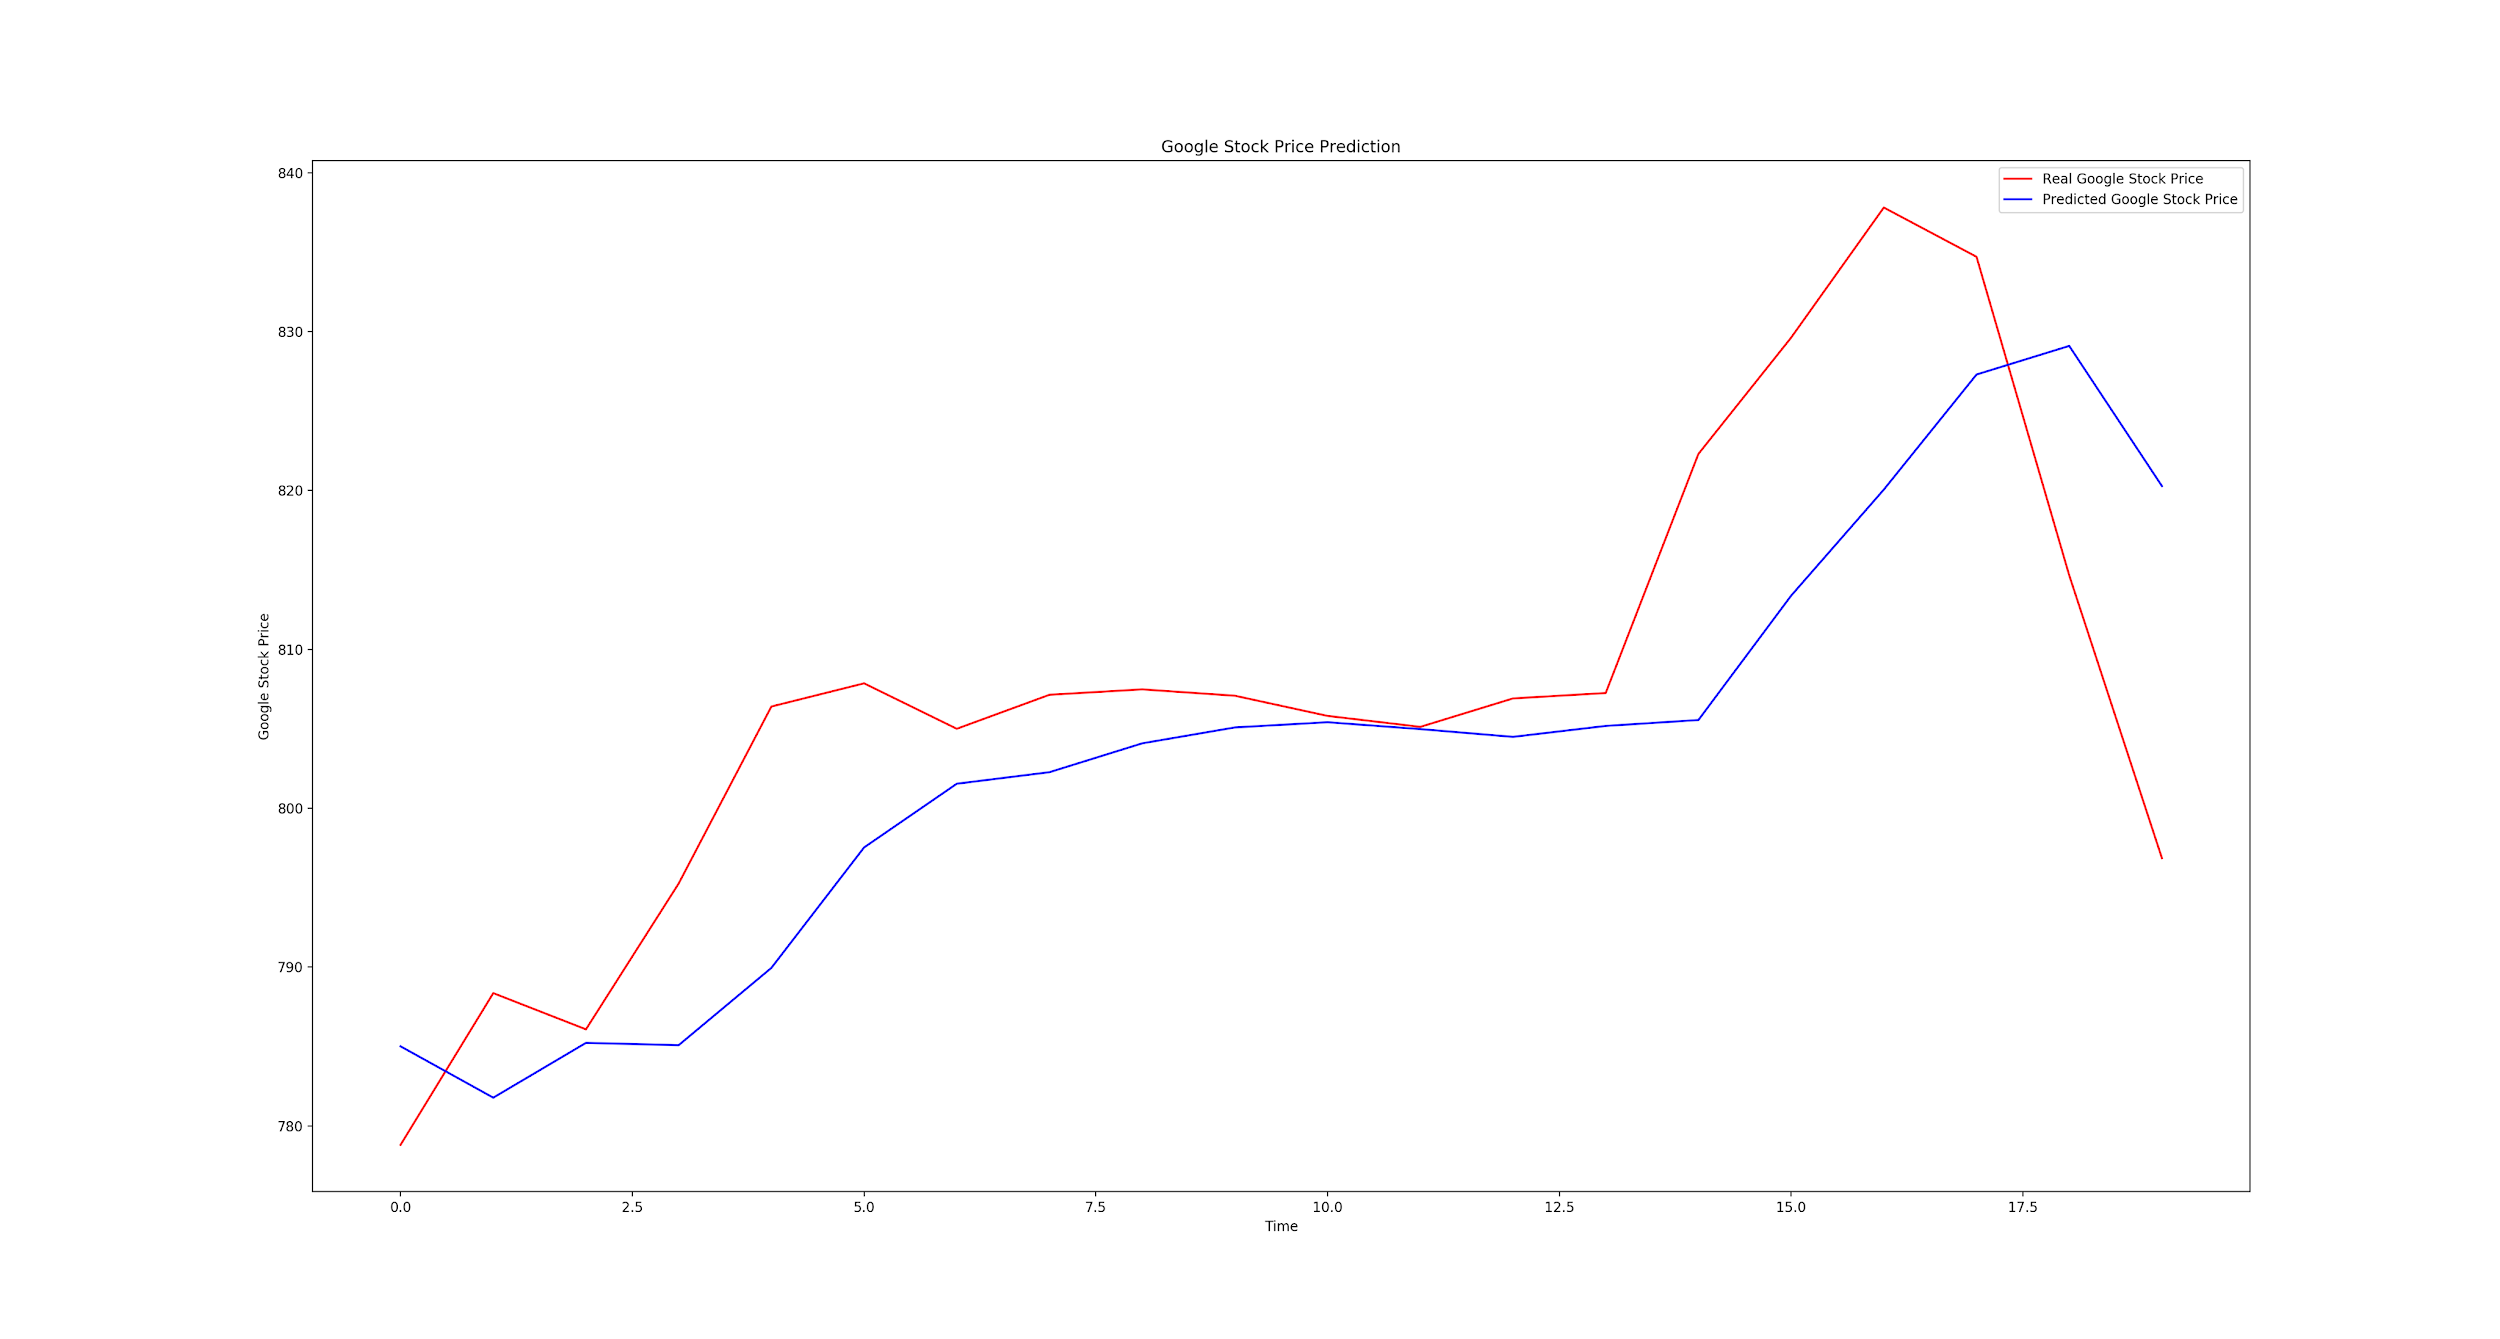 Google Stock Price Prediction
Real Google Stock Price
Predicted Google Stock Price
Google Stock Price
840
830
820
810
800
790
780
0.0 2.5 5.0 7.5 10.0 12.5 15.0 17.5
Time